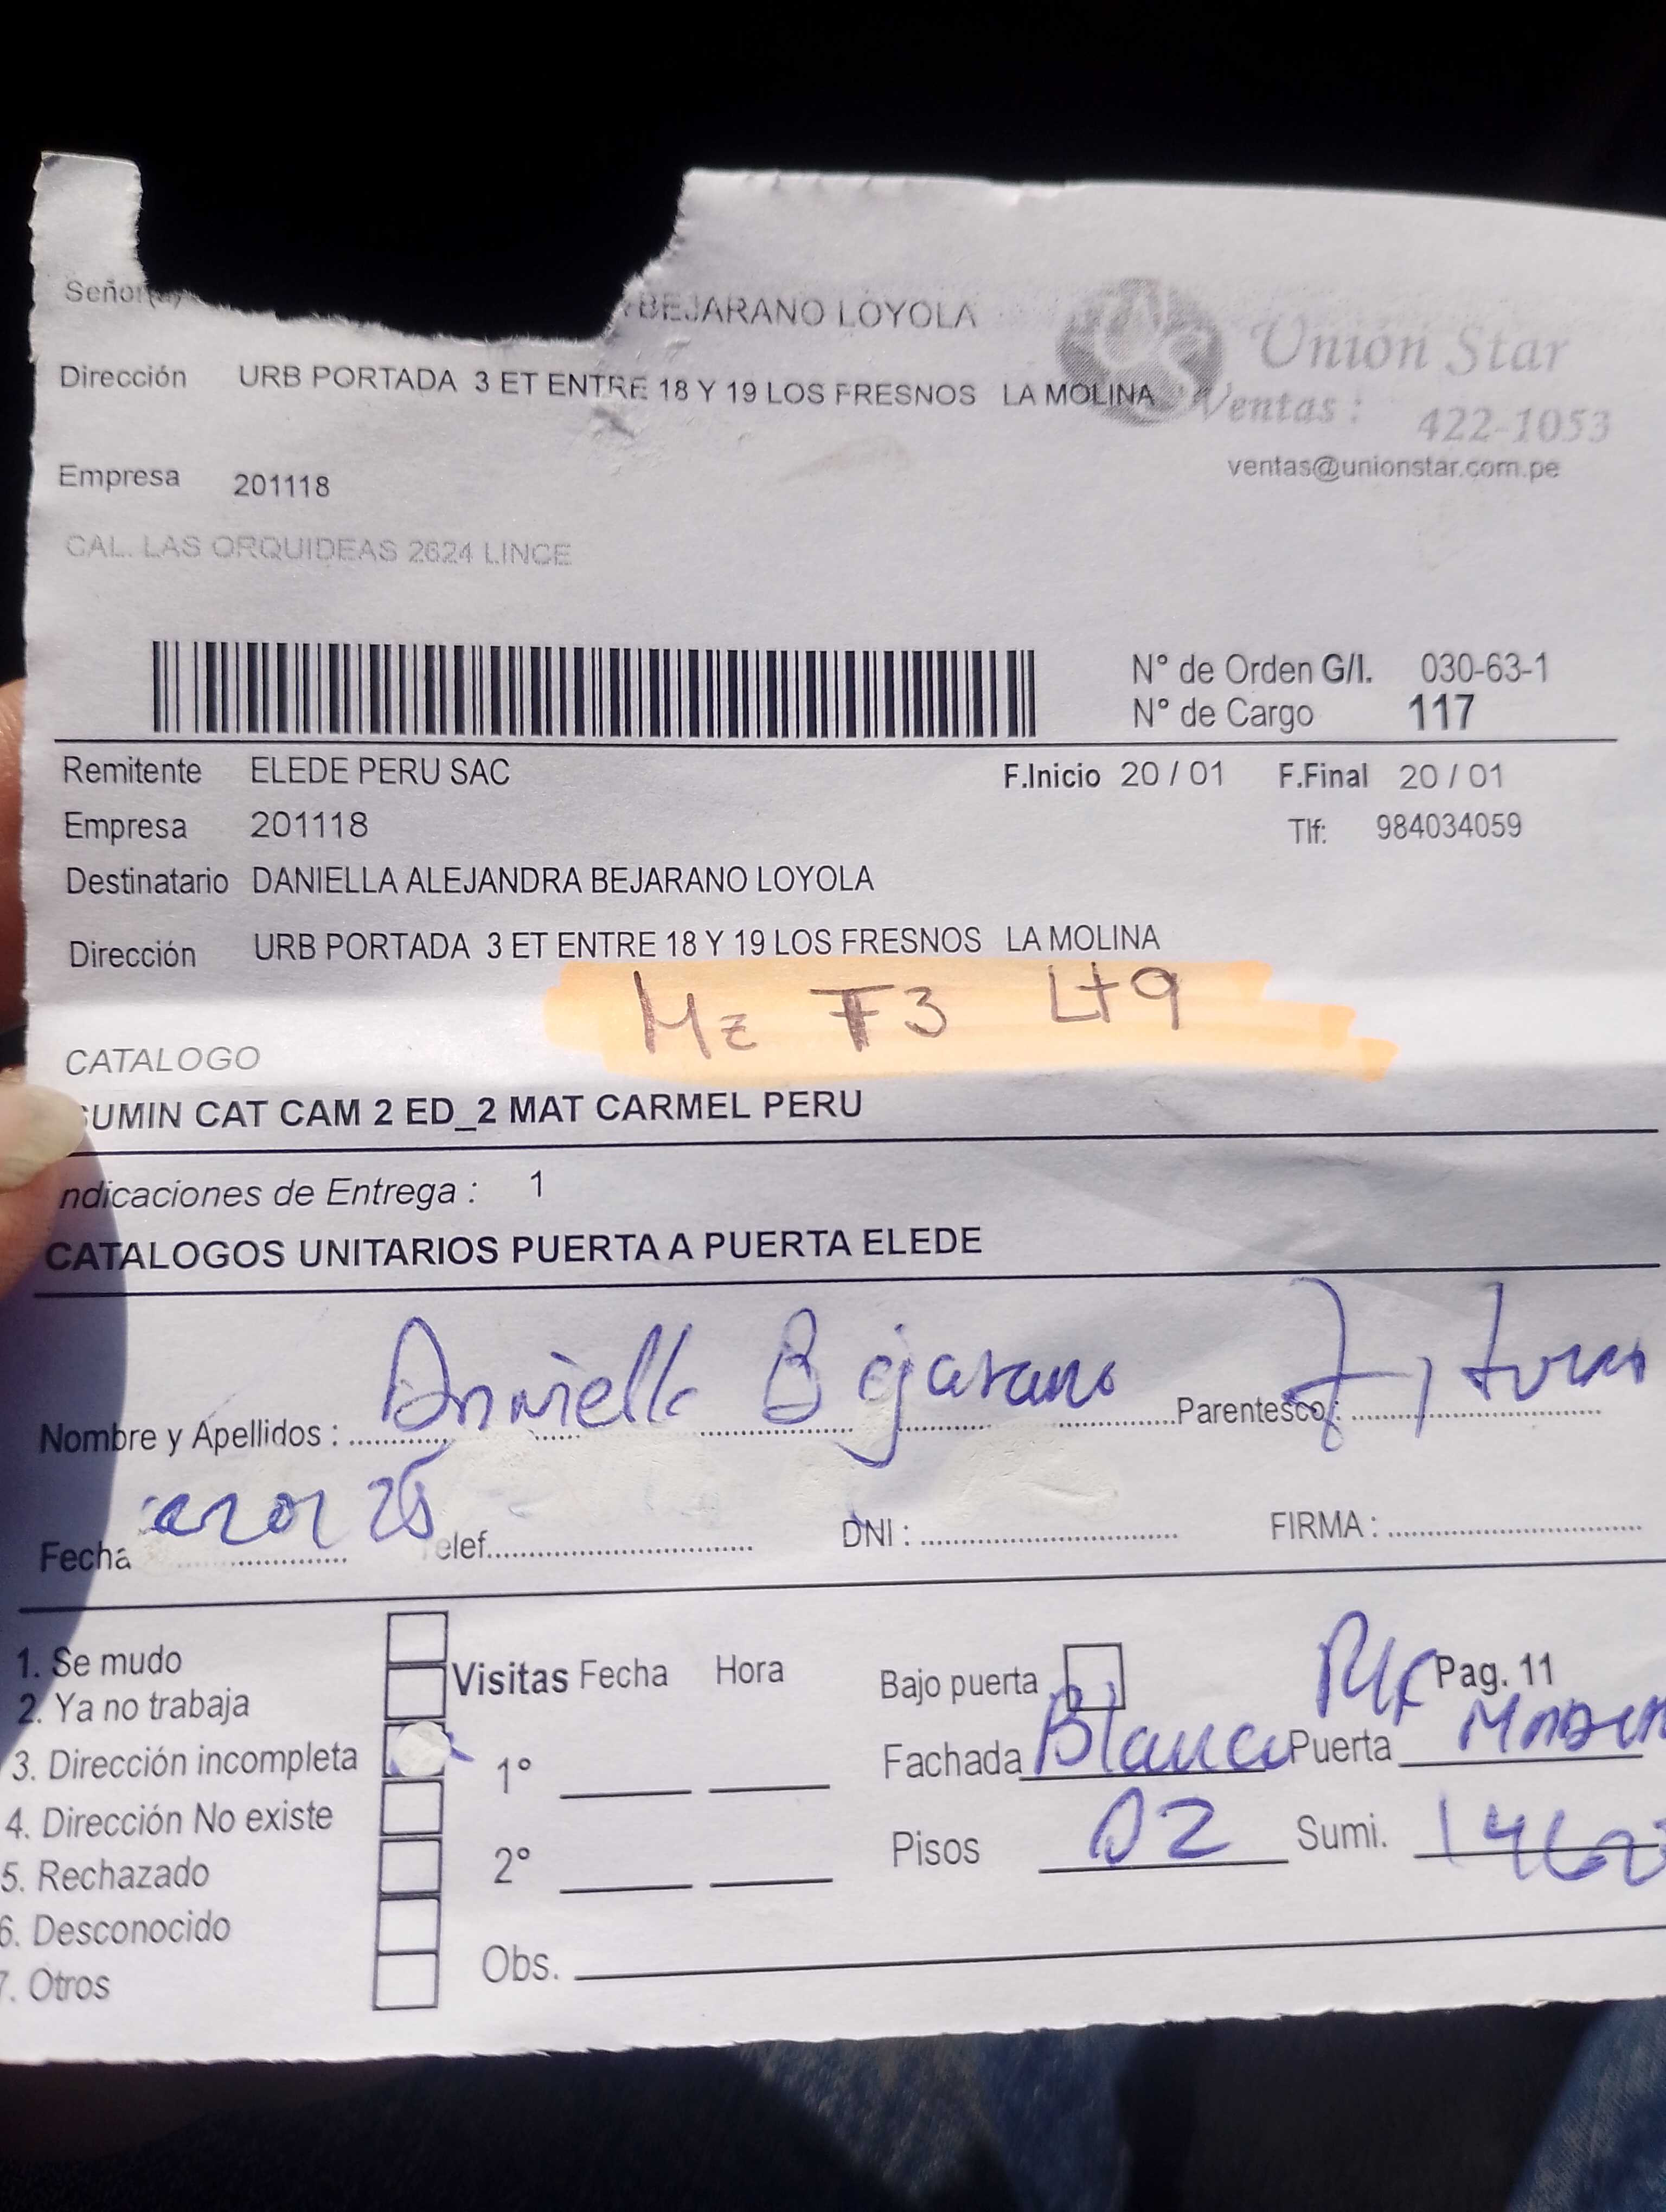 Señor(a) BEJARANO LOYOLA
Unión Star
Dirección URB PORTADA 3 ET ENTRE 18 Y 19 LOS FRESNOS LA MOLINA
Ventas : 422-1053
ventas@unionstar.com.pe
Empresa 201118
CAL. LAS ORQUIDEAS 2624 LINCE
N° de Orden G/I. 030-63-1
N° de Cargo 117
Remitente ELEDE PERU SAC F.Inicio 20 / 01 F.Final 20 / 01
Empresa 201118 Tlf: 984034059
Destinatario DANIELLA ALEJANDRA BEJARANO LOYOLA
Dirección URB PORTADA 3 ET ENTRE 18 Y 19 LOS FRESNOS LA MOLINA
Mz F3 Lt 9
CATALOGO
SUMIN CAT CAM 2 ED_2 MAT CARMEL PERU
ndicaciones de Entrega : 1
CATALOGOS UNITARIOS PUERTA A PUERTA ELEDE
Nombre y Apellidos : Daniella Bejarano Parentesco :
Fecha 25 elef. DNI : FIRMA :
1. Se mudo
2. Ya no trabaja
3. Dirección incompleta
4. Dirección No existe
5. Rechazado
6. Desconocido
7. Otros
Visitas Fecha Hora
1°
2°
Obs.
Bajo puerta Pag. 11
Fachada Blanca Puerta
Pisos 02 Sumi.